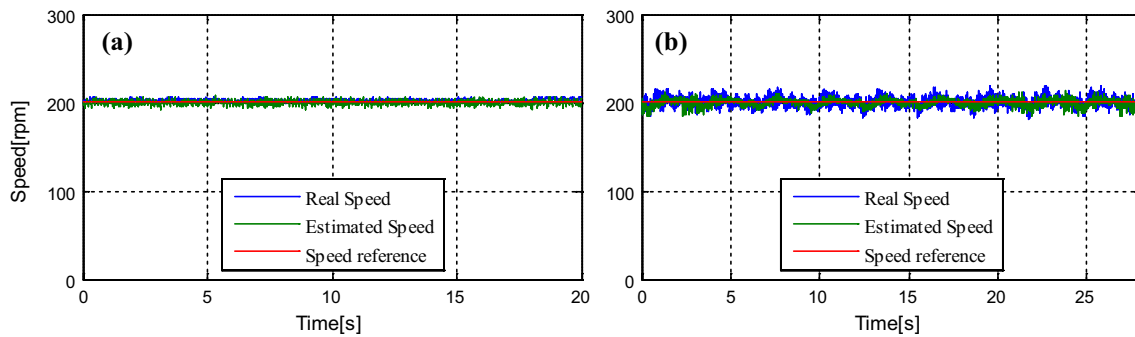 (a)
Speed[rpm]
300
200
100
0
Real Speed
Estimated Speed
Speed reference
0 5 10 15 20
Time[s]
(b)
300
200
100
0
Real Speed
Estimated Speed
Speed reference
0 5 10 15 20 25
Time[s]